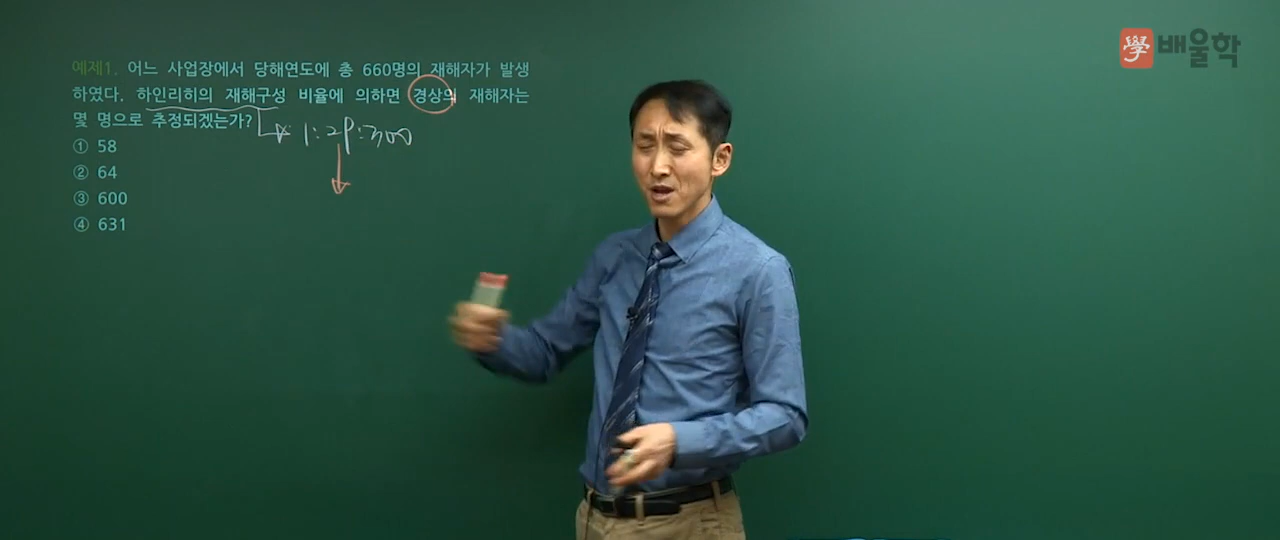 學 배울학
예제1. 어느 사업장에서 당해연도에 총 660명의 재해자가 발생
하였다. 하인리히의 재해구성 비율에 의하면 경상의 재해자는
몇 명으로 추정되겠는가?
1:29:300
① 58
② 64
③ 600
④ 631